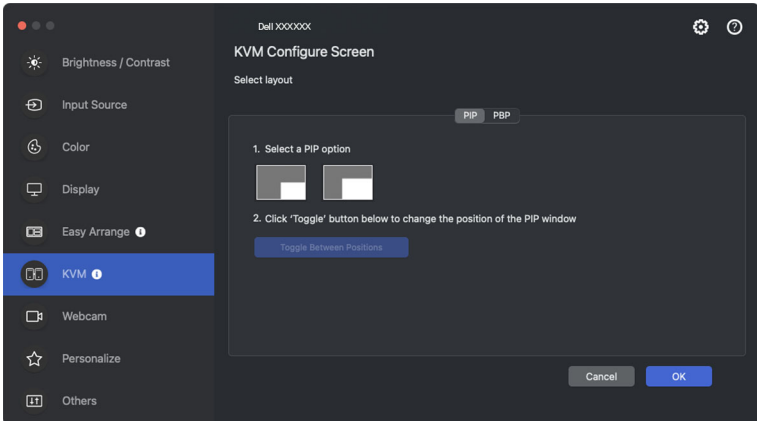 Dell XXXXXX
KVM Configure Screen
Select layout
Brightness / Contrast
Input Source
Color
Display
Easy Arrange
KVM
Webcam
Personalize
Others
PIP PBP
1. Select a PIP option
2. Click ‘Toggle’ button below to change the position of the PIP window
Toggle Between Positions
Cancel OK